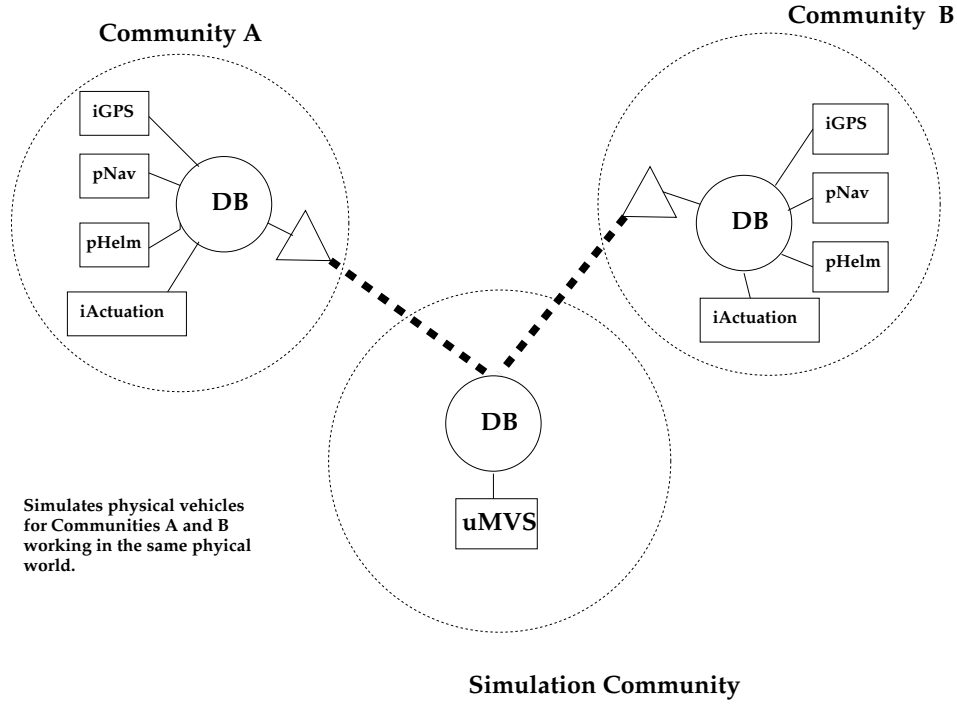 Community A
iGPS
pNav
DB
pHelm
iActuation
Community B
iGPS
pNav
DB
pHelm
iActuation
DB
uMVS
Simulates physical vehicles
for Communities A and B
working in the same phyical
world.
Simulation Community